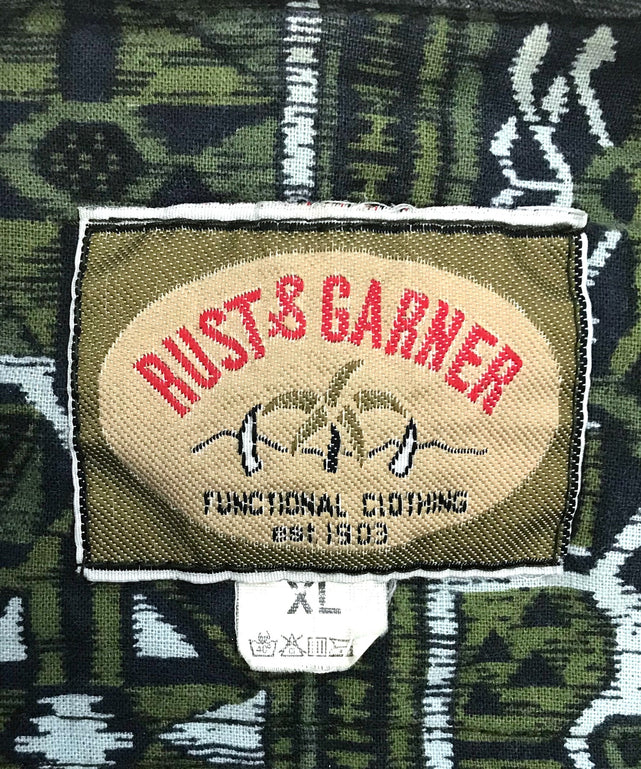 RUST & GARNER
FUNCTIONAL CLOTHING
est 1903
XL